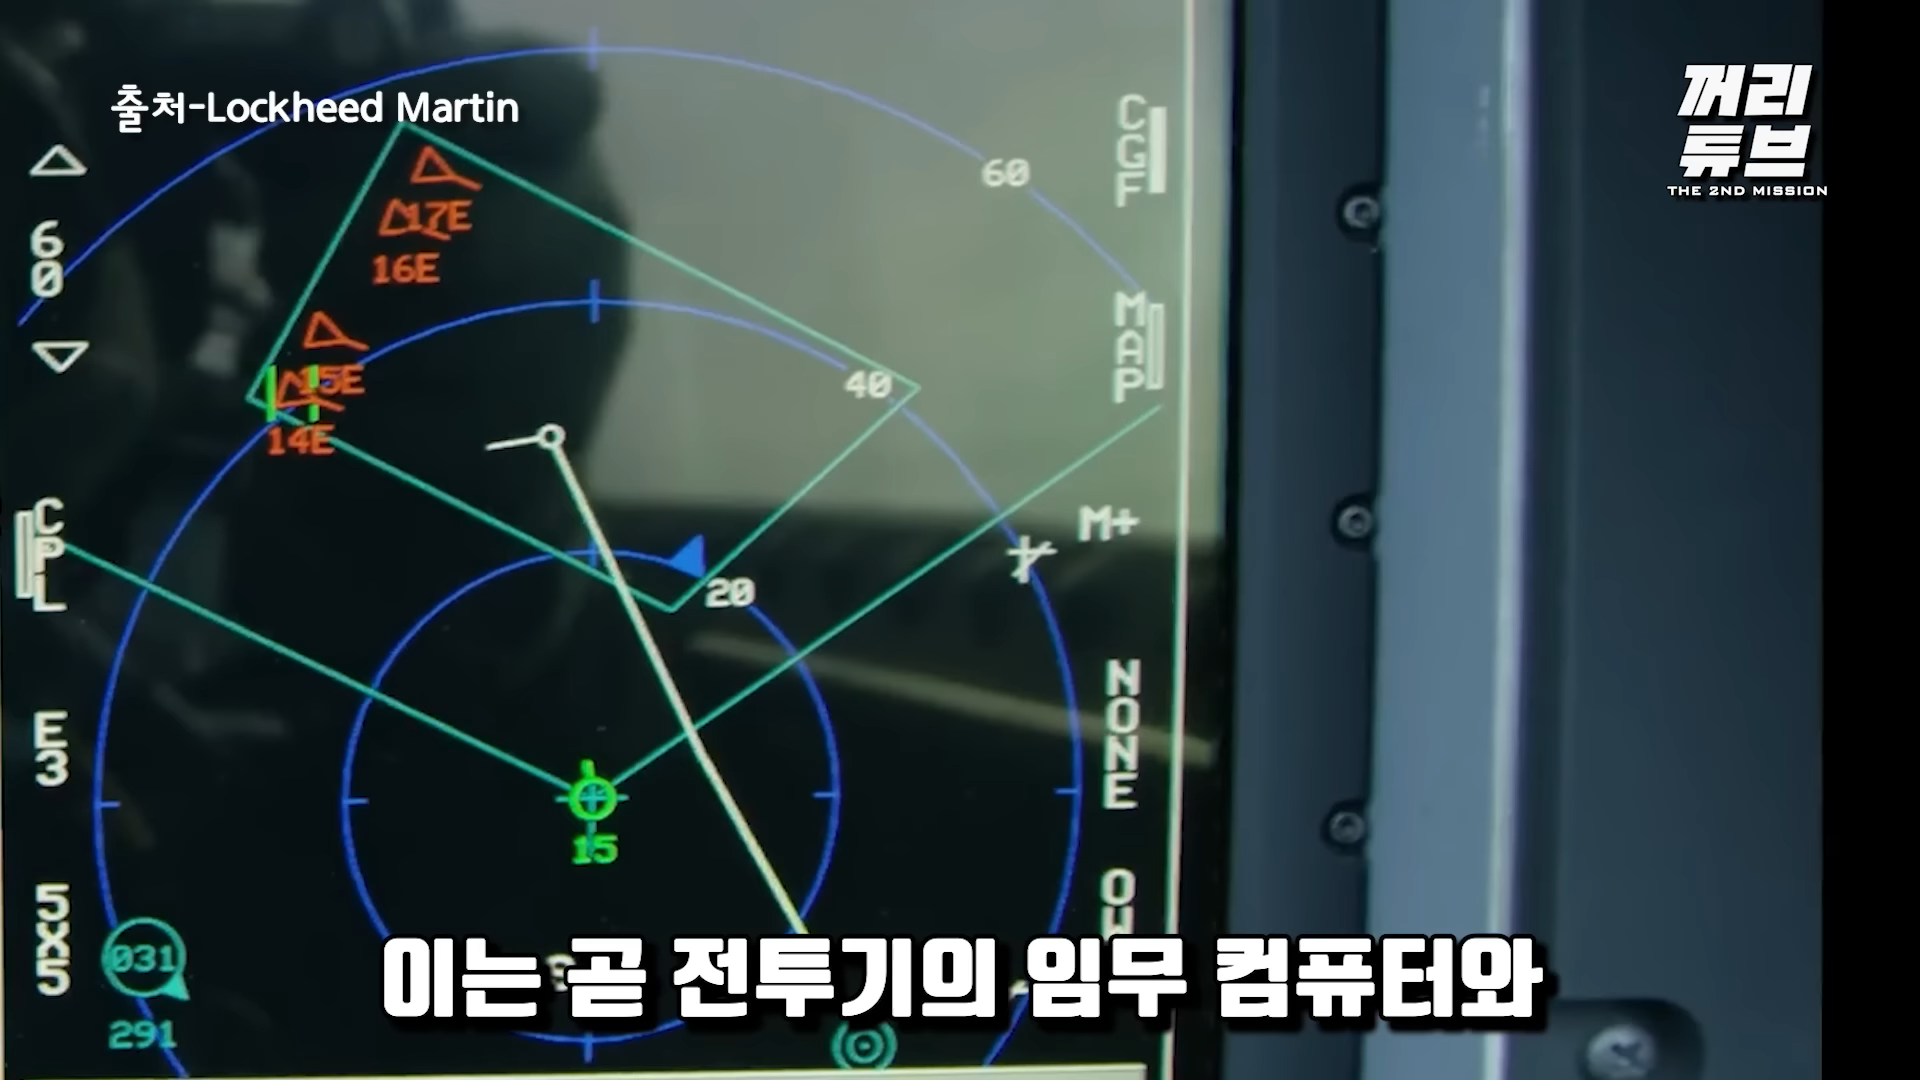 출처-Lockheed Martin
꺼리
튜브
THE 2ND MISSION
60
CGF
60
17E
16E
MAP
15E
40
14E
CPL
M+
20
NONE
E3
15
5X5
031
291
이는 곧 전투기의 임무 컴퓨터와